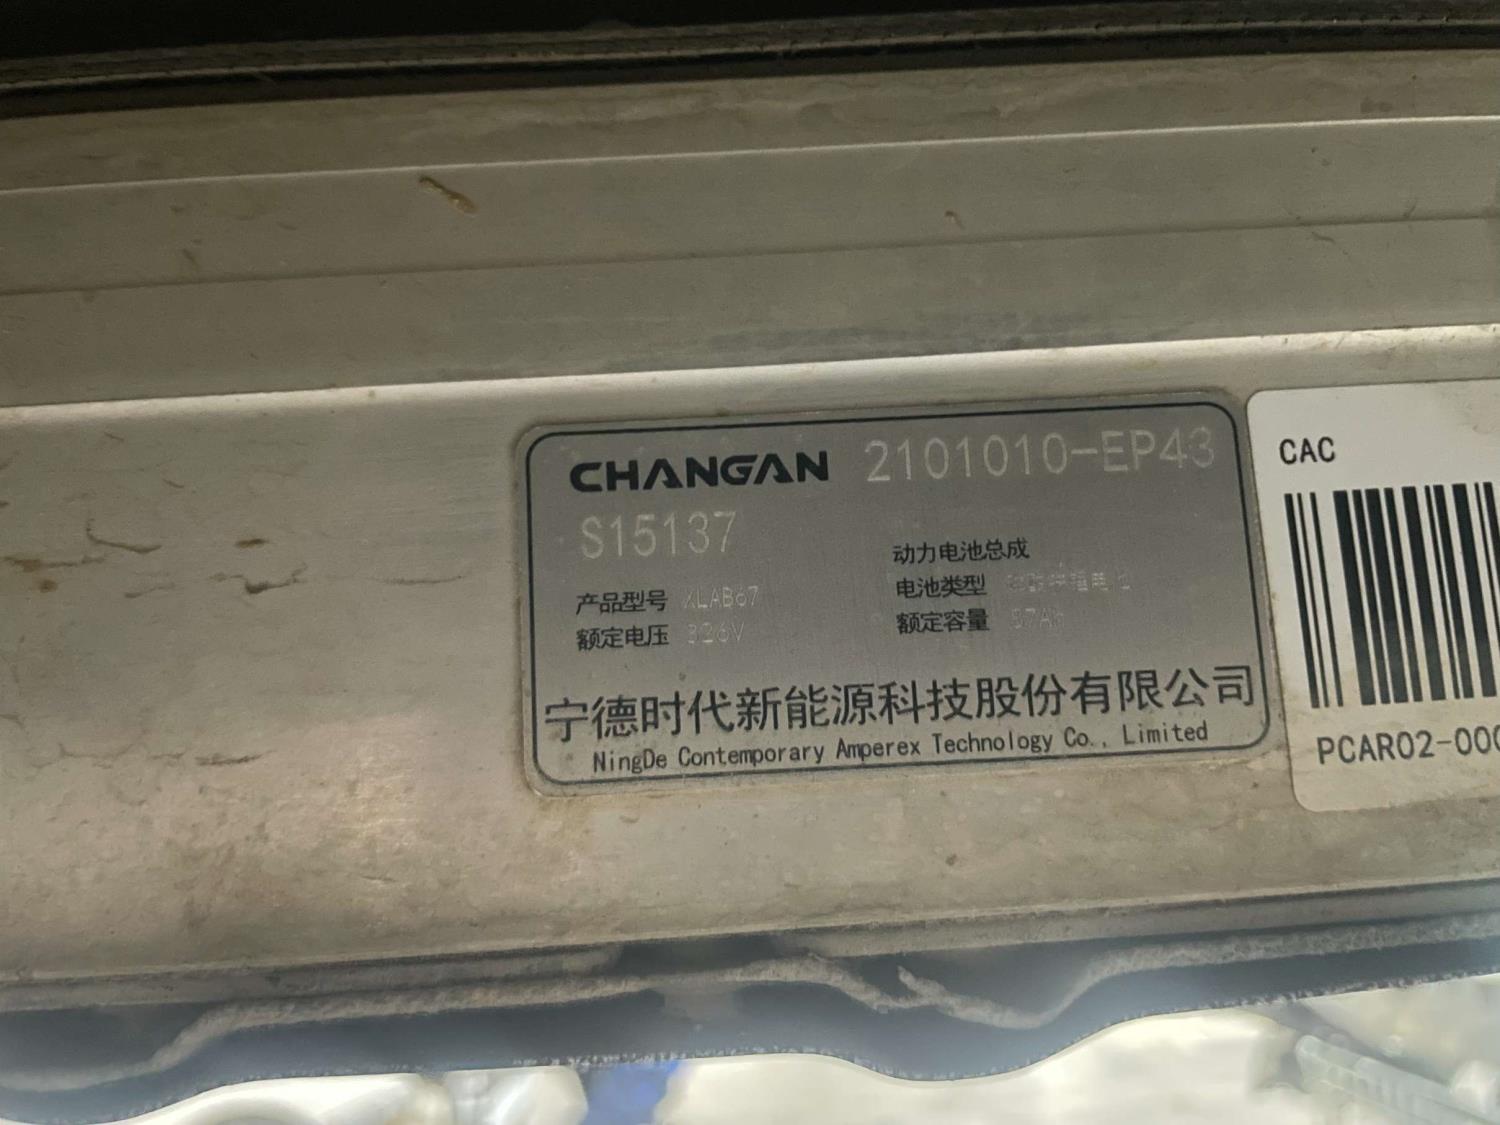 CHANGAN 2101010-EP43
S15137
动力电池总成
产品型号 XLAB67
电池类型
额定电压 326V
额定容量
宁德时代新能源科技股份有限公司
NingDe Contemporary Amperex Technology Co., Limited
CAC
PCAR02-000